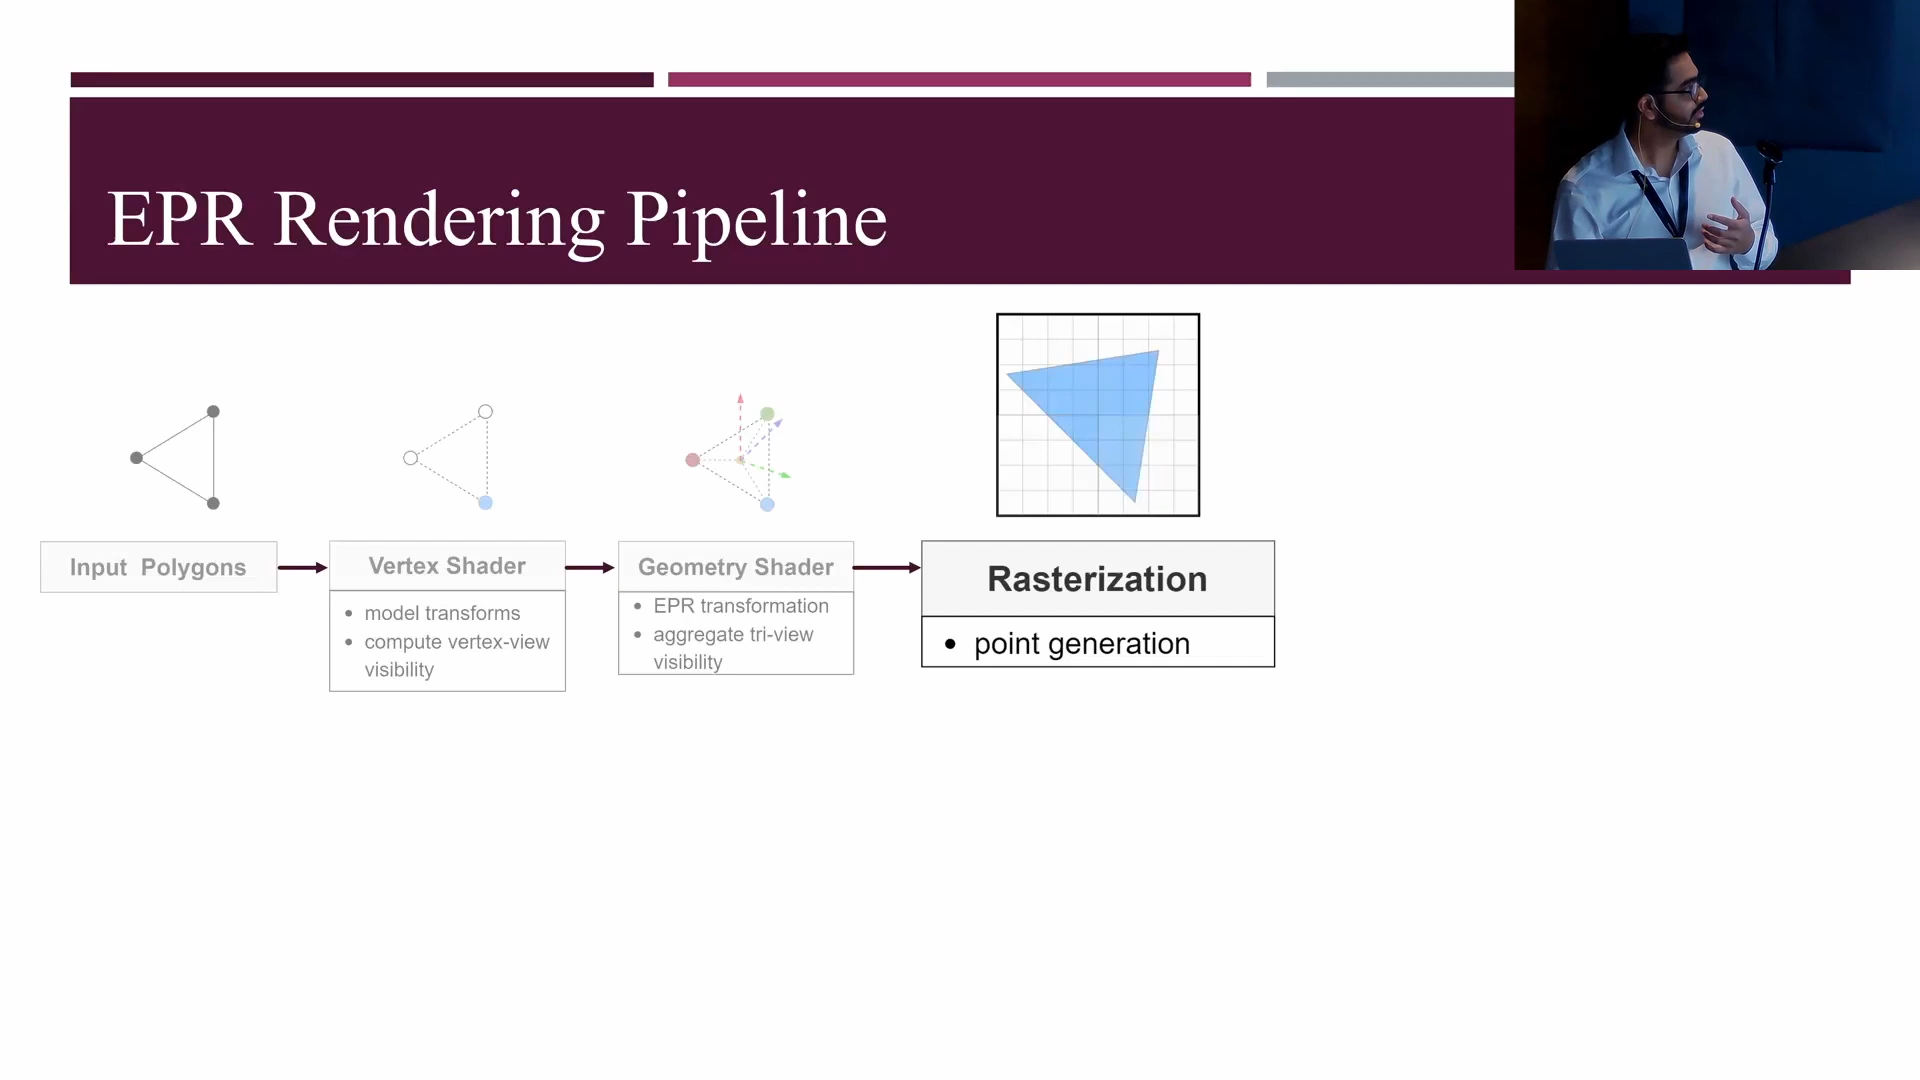 EPR Rendering Pipeline
Input Polygons
Vertex Shader
• model transforms
• compute vertex-view
visibility
Geometry Shader
• EPR transformation
• aggregate tri-view
visibility
Rasterization
• point generation